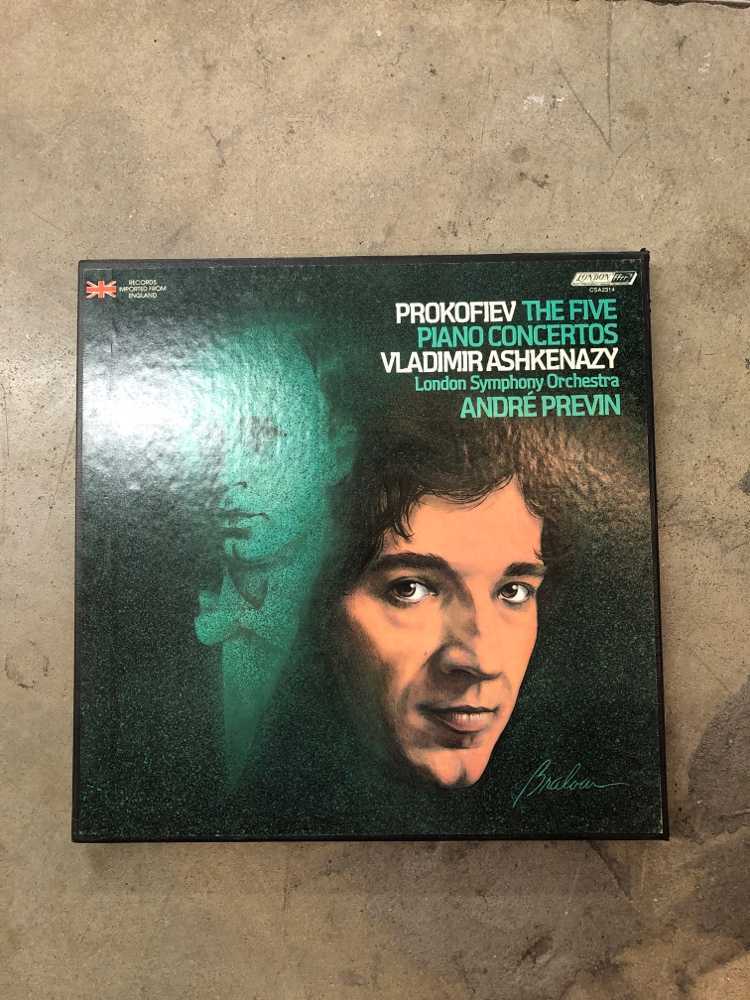 RECORDS
IMPORTED FROM
ENGLAND
LONDON ffrr
CSA2314
PROKOFIEV THE FIVE
PIANO CONCERTOS
VLADIMIR ASHKENAZY
London Symphony Orchestra
ANDRÉ PREVIN